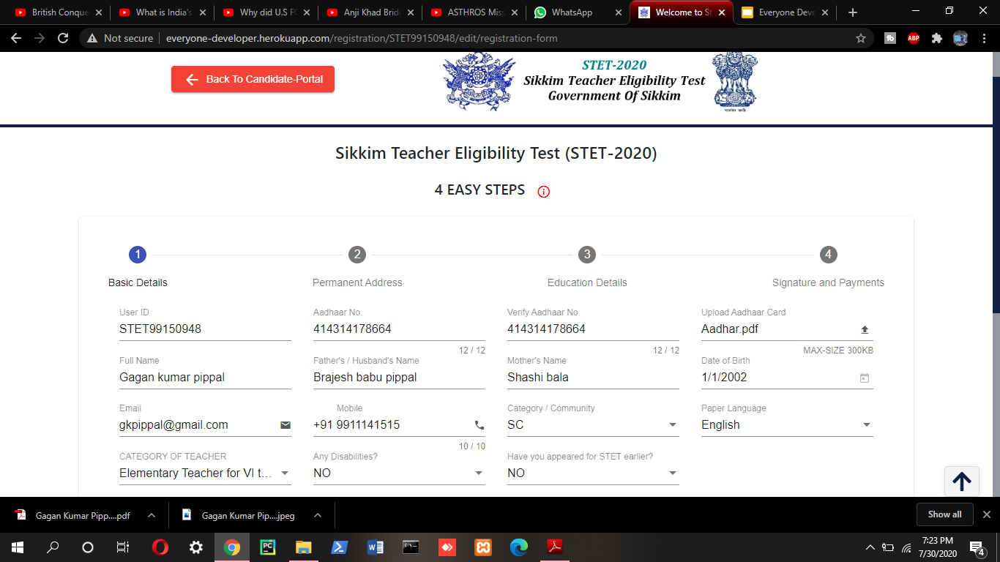 British Conque
What is India's
Why did U.S FO
Anji Khad Brid
ASTHROS Miss
WhatsApp
Welcome to St
Everyone Deve
Not secure
everyone-developer.herokuapp.com/registration/STET99150948/edit/registration-form
ABP
Back To Candidate-Portal
STET-2020
Sikkim Teacher Eligibility Test
Government Of Sikkim
Sikkim Teacher Eligibility Test (STET-2020)
4 EASY STEPS
1 2 3 4
Basic Details Permanent Address Education Details Signature and Payments
User ID Aadhaar No. Verify Aadhaar No. Upload Aadhaar Card
STET99150948 414314178664 414314178664 Aadhar.pdf
12 / 12 12 / 12 MAX-SIZE 300KB
Full Name Father's / Husband's Name Mother's Name Date of Birth
Gagan kumar pippal Brajesh babu pippal Shashi bala 1/1/2002
Email Mobile Category / Community Paper Language
gkpippal@gmail.com +91 9911141515 SC English
10 / 10
CATEGORY OF TEACHER Any Disabilities? Have you appeared for STET earlier?
Elementary Teacher for VI t... NO NO
Gagan Kumar Pipp....pdf
Gagan Kumar Pip....jpeg
Show all
7:23 PM
7/30/2020
4